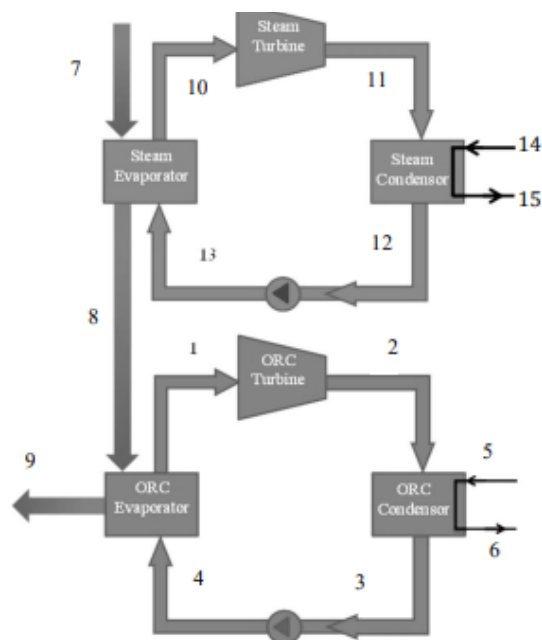 Steam
Turbine
7
10
11
Steam
Evaporator
Steam
Condensor
14
15
13
12
8
1
2
ORC
Turbine
9
5
ORC
Evaporator
ORC
Condensor
6
4
3